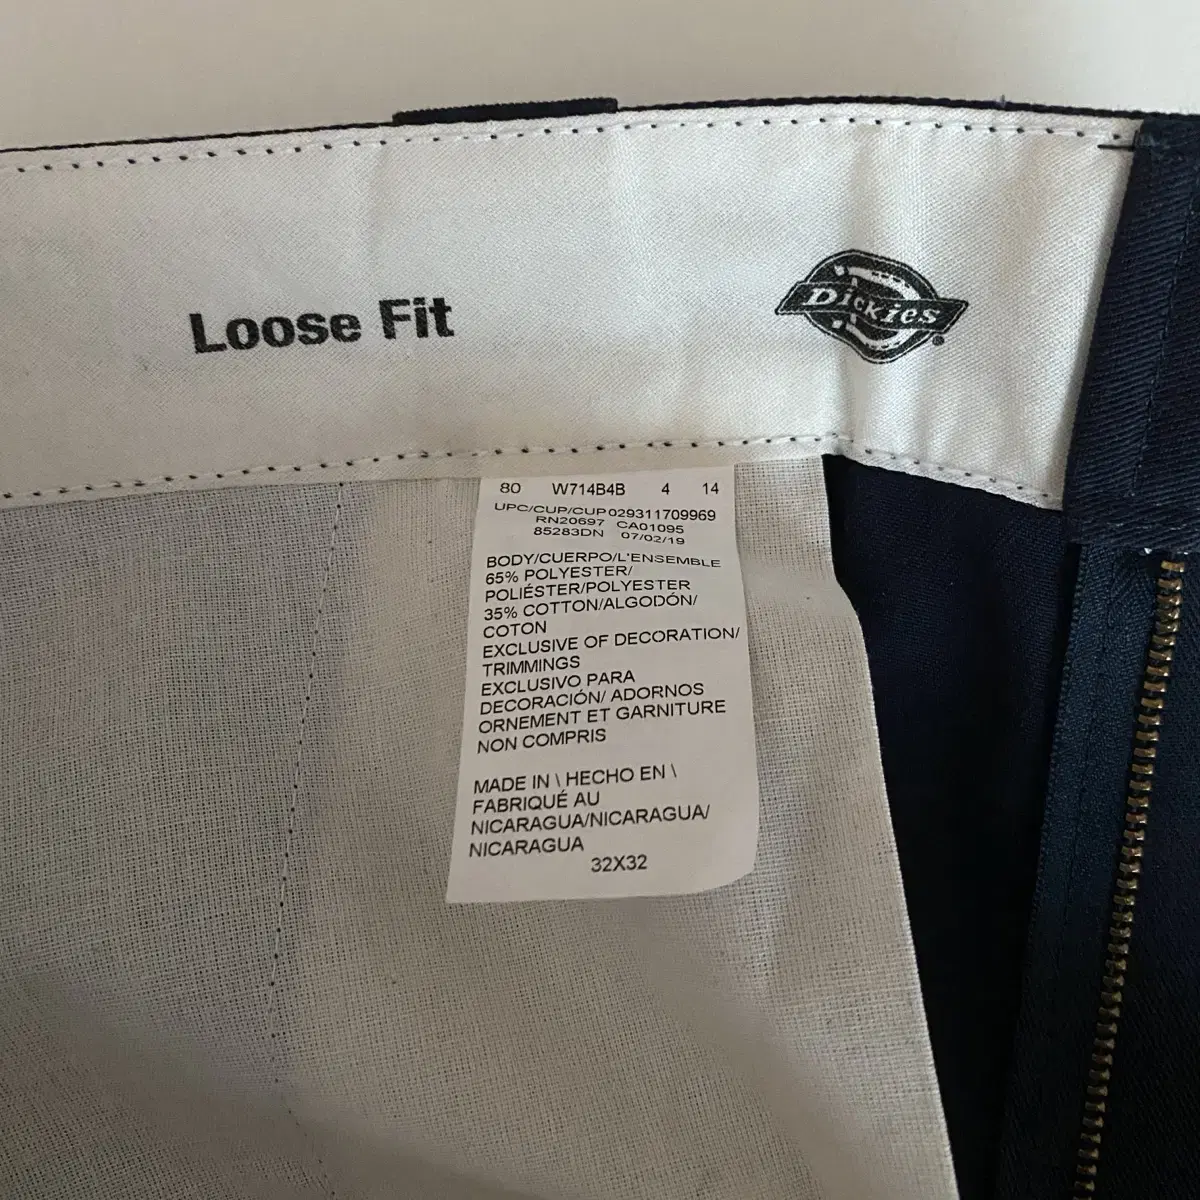 Loose Fit
Dickies
®
80 W714B4B 4 14
UPC/CUP/CUP 029311709969
RN20697 CA01095
85283DN 07/02/19
BODY/CUERPO/L'ENSEMBLE
65% POLYESTER/
POLIÉSTER/POLYESTER
35% COTTON/ALGODÓN/
COTON
EXCLUSIVE OF DECORATION/
TRIMMINGS
EXCLUSIVO PARA
DECORACIÓN/ ADORNOS
ORNEMENT ET GARNITURE
NON COMPRIS
MADE IN \ HECHO EN \
FABRIQUÉ AU
NICARAGUA/NICARAGUA/
NICARAGUA
32X32